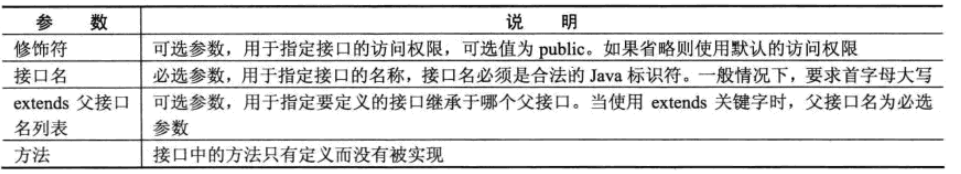 参 数 说 明
修饰符 可选参数，用于指定接口的访问权限，可选值为 public。如果省略则使用默认的访问权限
接口名 必选参数，用于指定接口的名称，接口名必须是合法的 Java 标识符。一般情况下，要求首字母大写
extends 父接口 可选参数，用于指定要定义的接口继承于哪个父接口。当使用 extends 关键字时，父接口名为必选
名列表 参数
方法 接口中的方法只有定义而没有被实现